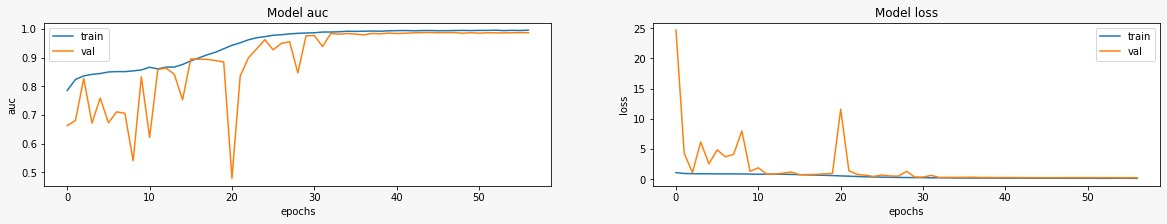 Model auc
auc
1.0
0.9
0.8
0.7
0.6
0.5
train
val
0 10 20 30 40 50
epochs
Model loss
loss
25
20
15
10
5
0
train
val
0 10 20 30 40 50
epochs